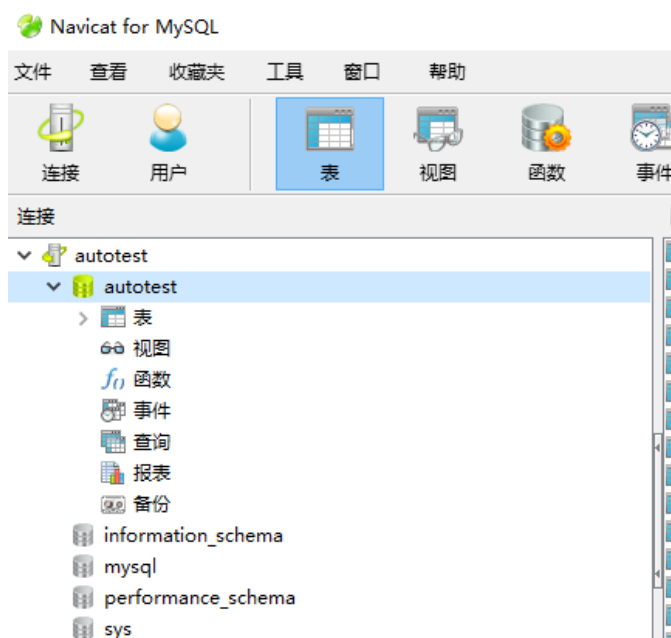 Navicat for MySQL
文件 查看 收藏夹 工具 窗口 帮助
连接 用户 表 视图 函数 事件
连接
autotest
autotest
表
视图
函数
事件
查询
报表
备份
information_schema
mysql
performance_schema
sys